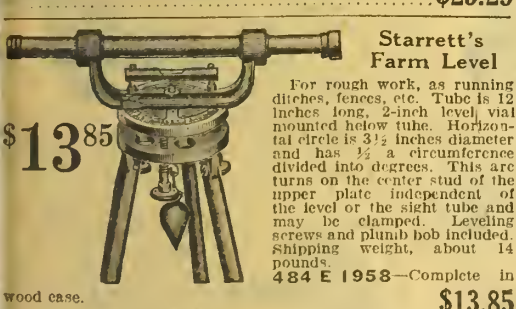 $25.25
Starrett's
Farm Level
$13 85
For rough work, as running
ditches, fences, etc. Tube is 12
inches long, 2-inch level vial
mounted below tube. Horizon-
tal circle is 3½ inches diameter
and has ½ a circumference
divided into degrees. This arc
turns on the center stud of the
upper plate independent of
the level or the sight tube and
may be clamped. Leveling
screws and plumb bob included.
Shipping weight, about 14
pounds.
484 E 1958—Complete in
wood case. $13.85